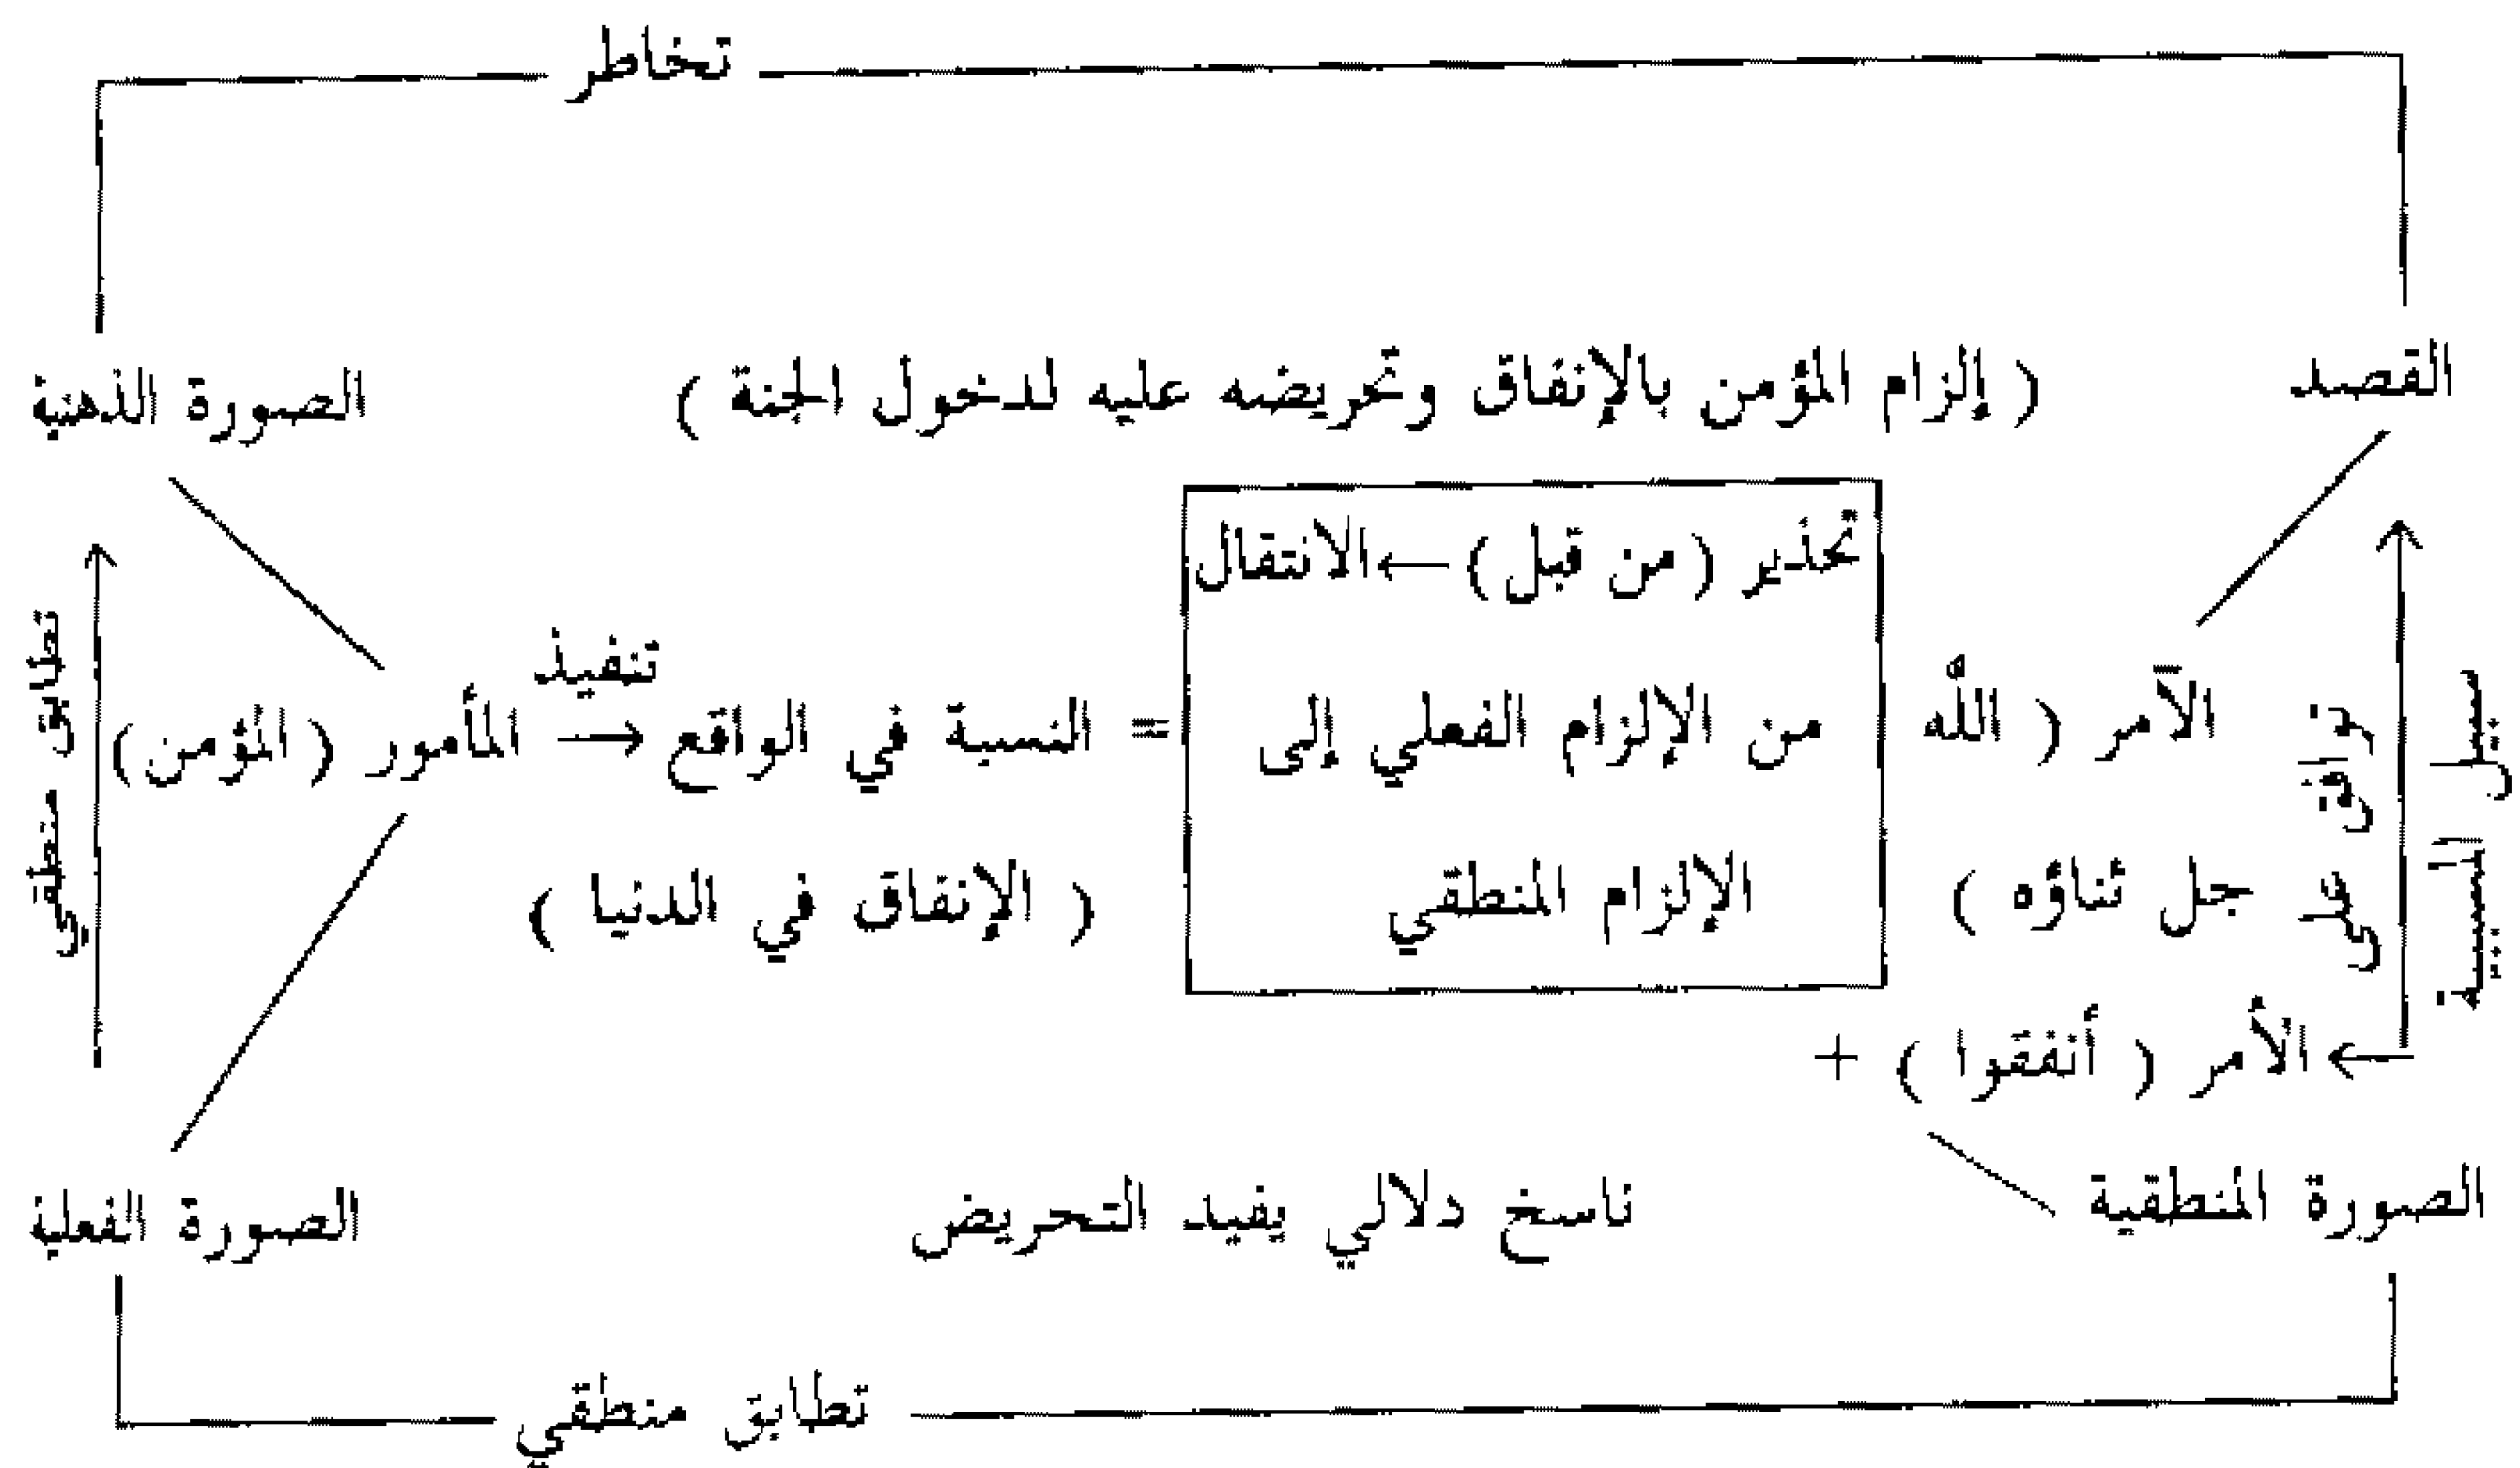 تخاطر
القصد ( إلزام المؤمن بالإنفاق وتحريضه عليه لدخول الجنة ) الصورة الذهنية
تحذير (من قبل) ← الانتقال
تنفيذ
الآمر ( الله من الإلزام الفعلي إلى = النسبة في الواقع → المأمور (المؤمن)
جل ثناؤه ) الإلزام المنطقي ( الإنفاق في الدنيا )
تطابق منطقي
← الأمر ( أنفقوا ) +
الصورة المنطقية ناسخ دلالي يفيد التحريض الصورة الفعلية
تطابق منطقي